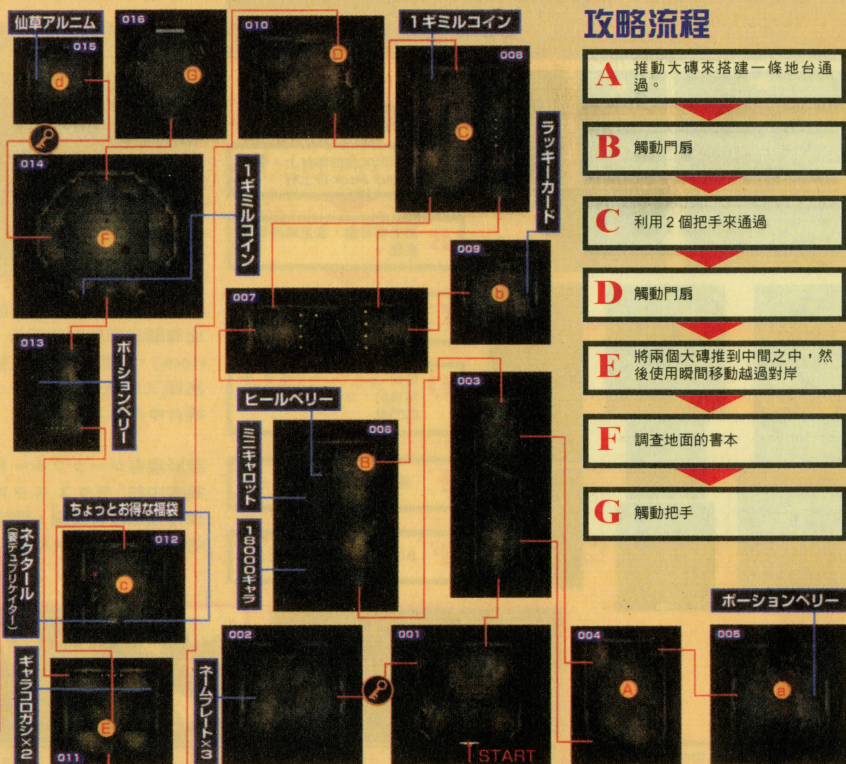 攻略流程
A 推動大磚來搭建一條地台通
過。
B 觸動門扇
C 利用2個把手來通過
D 觸動門扇
E 將兩個大磚推到中間之中，然
後使用瞬間移動越過對岸
F 調查地面的書本
G 觸動把手
仙草アルニム
015
d
016
G
010
D
1ギミルコイン
008
C
ラッキーカード
014
F
1ギミルコイン
009
b
007
013
ポーションベリー
003
ヒールベリー
ミニキャロット
18000ギャラ
006
B
ちょっとお得な福袋
012
c
ネクタール
(要デュプリケイター)
ギャラコロガシ×2
E
011
ネームプレート×3
002
001
START
004
A
ポーションベリー
005
a